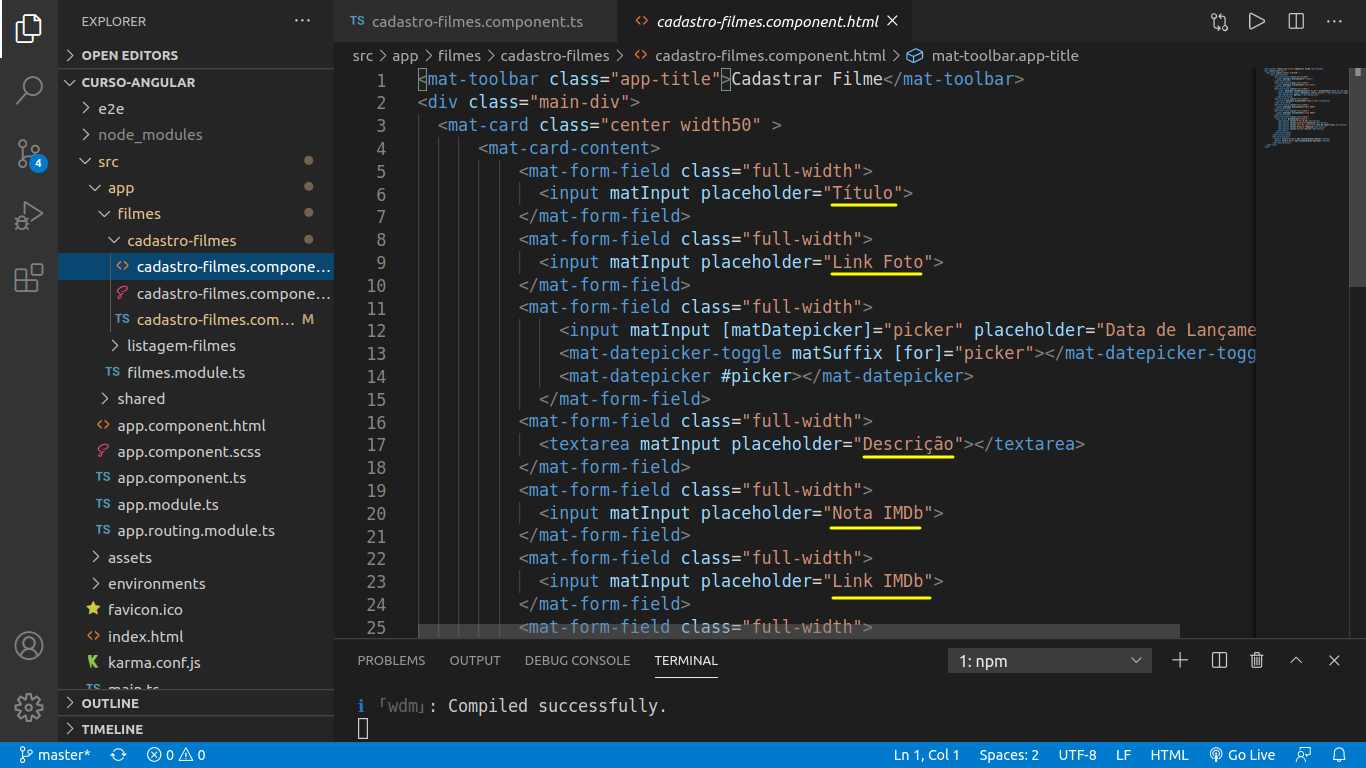 EXPLORER
OPEN EDITORS
CURSO-ANGULAR
e2e
node_modules
src
app
filmes
cadastro-filmes
cadastro-filmes.compone...
cadastro-filmes.compone...
cadastro-filmes.com... M
listagem-filmes
TS filmes.module.ts
shared
app.component.html
app.component.scss
TS app.component.ts
TS app.module.ts
TS app.routing.module.ts
assets
environments
favicon.ico
index.html
karma.conf.js
TS main.ts
OUTLINE
TIMELINE
4
TS cadastro-filmes.component.ts
cadastro-filmes.component.html
src > app > filmes > cadastro-filmes > cadastro-filmes.component.html > mat-toolbar.app-title
1 <mat-toolbar class="app-title">Cadastrar Filme</mat-toolbar>
2 <div class="main-div">
3 <mat-card class="center width50" >
4 <mat-card-content>
5 <mat-form-field class="full-width">
6 <input matInput placeholder="Título">
7 </mat-form-field>
8 <mat-form-field class="full-width">
9 <input matInput placeholder="Link Foto">
10 </mat-form-field>
11 <mat-form-field class="full-width">
12 <input matInput [matDatepicker]="picker" placeholder="Data de Lançame
13 <mat-datepicker-toggle matSuffix [for]="picker"></mat-datepicker-togg
14 <mat-datepicker #picker></mat-datepicker>
15 </mat-form-field>
16 <mat-form-field class="full-width">
17 <textarea matInput placeholder="Descrição"></textarea>
18 </mat-form-field>
19 <mat-form-field class="full-width">
20 <input matInput placeholder="Nota IMDb">
21 </mat-form-field>
22 <mat-form-field class="full-width">
23 <input matInput placeholder="Link IMDb">
24 </mat-form-field>
25 <mat-form-field class="full-width">
PROBLEMS OUTPUT DEBUG CONSOLE TERMINAL 1: npm
i 「wdm」: Compiled successfully.
master* 0 0 Ln 1, Col 1 Spaces: 2 UTF-8 LF HTML Go Live